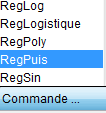 RegLog
RegLogistique
RegPoly
RegPuis
RegSin
Commande ...